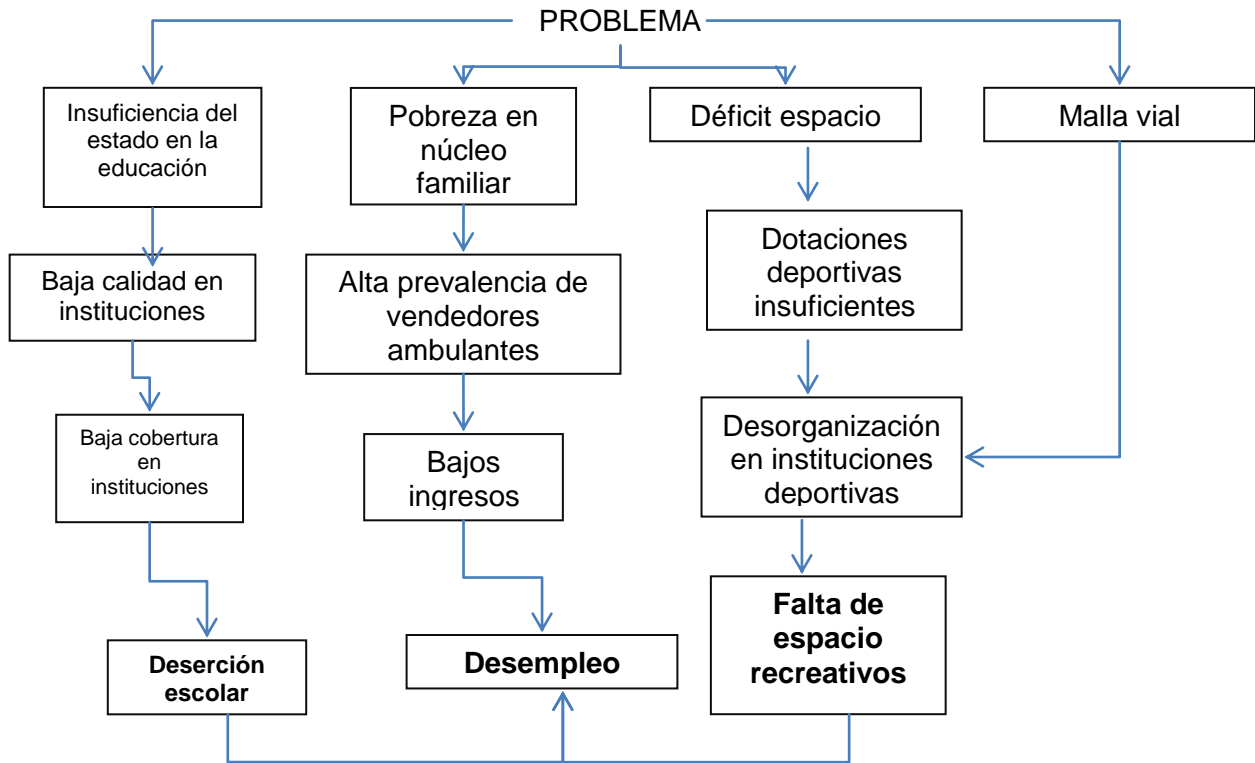 PROBLEMA
Insuficiencia del
estado en la
educación
Pobreza en
núcleo
familiar
Déficit espacio
Malla vial
Baja calidad en
instituciones
Alta prevalencia de
vendedores
ambulantes
Dotaciones
deportivas
insuficientes
Baja cobertura
en
instituciones
Bajos
ingresos
Desorganización
en instituciones
deportivas
Deserción
escolar
Desempleo
Falta de
espacio
recreativos